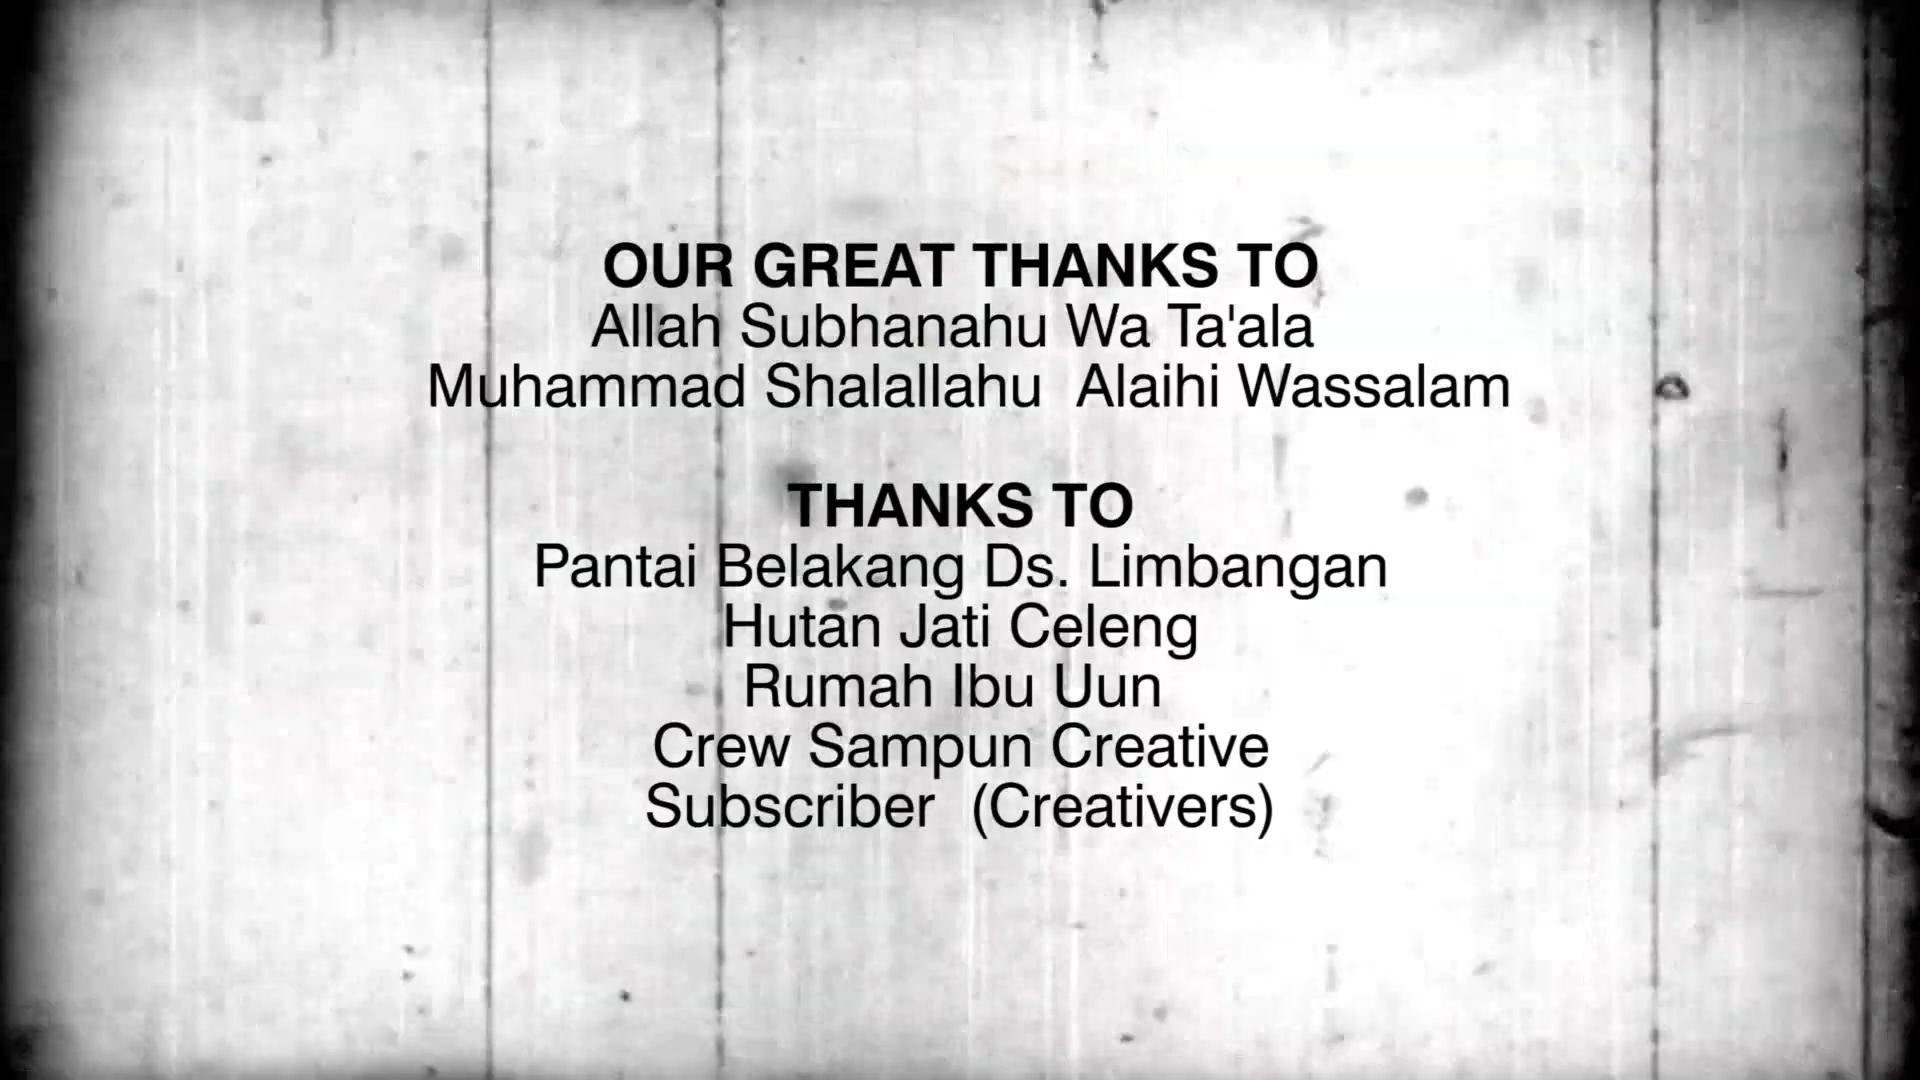 OUR GREAT THANKS TO
Allah Subhanahu Wa Ta'ala
Muhammad Shalallahu  Alaihi Wassalam
THANKS TO
Pantai Belakang Ds. Limbangan
Hutan Jati Celeng
Rumah Ibu Uun
Crew Sampun Creative
Subscriber  (Creativers)